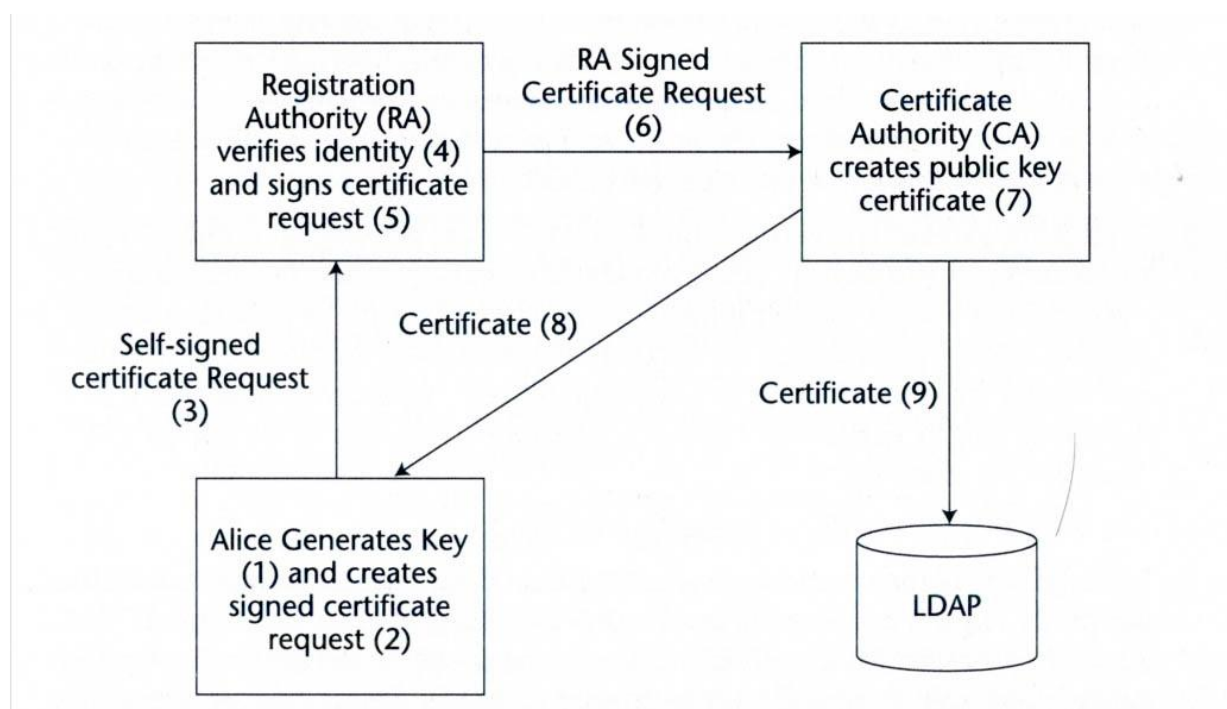 Registration
Authority (RA)
verifies identity (4)
and signs certificate
request (5)
RA Signed
Certificate Request
(6)
Certificate
Authority (CA)
creates public key
certificate (7)
Self-signed
certificate Request
(3)
Certificate (8)
Certificate (9)
Alice Generates Key
(1) and creates
signed certificate
request (2)
LDAP